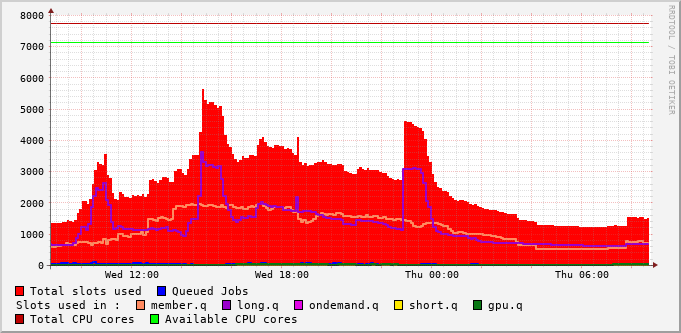 8000
7000
6000
5000
4000
3000
2000
1000
0
Wed 12:00 Wed 18:00 Thu 00:00 Thu 06:00
RRDTOOL / TOBI OETIKER
Total slots used Queued Jobs
Slots used in : member.q long.q ondemand.q short.q gpu.q
Total CPU cores Available CPU cores